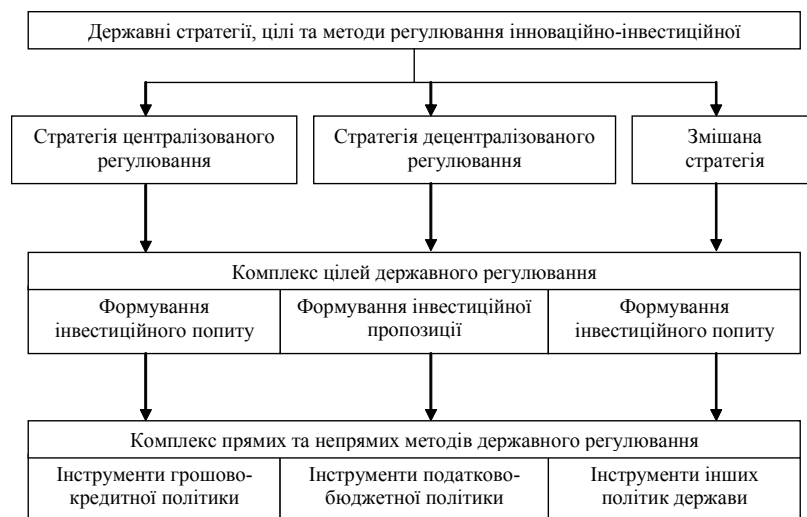 Державні стратегії, цілі та методи регулювання інноваційно-інвестиційної
Стратегія централізованого
регулювання
Стратегія децентралізованого
регулювання
Змішана
стратегія
Комплекс цілей державного регулювання
Формування
інвестиційного попиту
Формування інвестиційної
пропозиції
Формування
інвестиційного попиту
Комплекс прямих та непрямих методів державного регулювання
Інструменти грошово-
кредитної політики
Інструменти податково-
бюджетної політики
Інструменти інших
політик держави